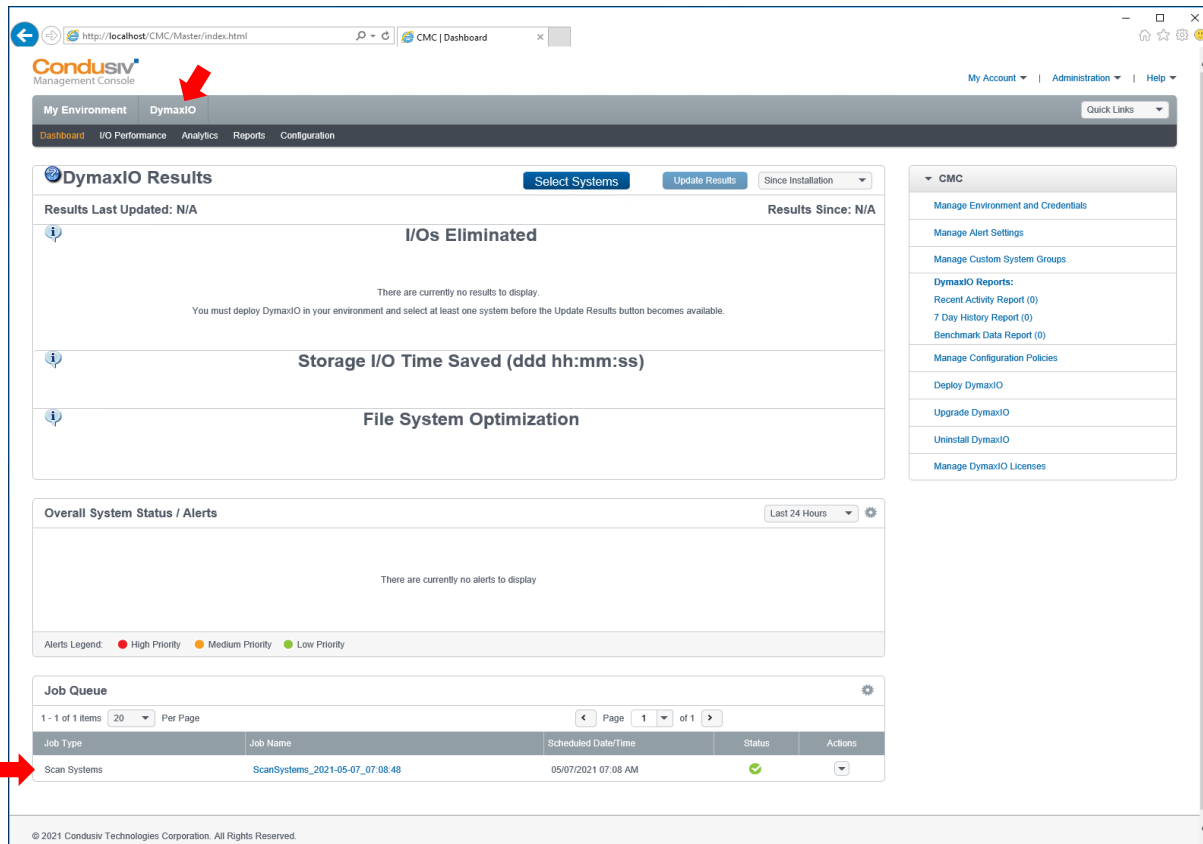 http://localhost/CMC/Master/index.html
CMC | Dashboard
Condusiv
Management Console
My Account | Administration | Help
My Environment DymaxIO Quick Links
Dashboard I/O Performance Analytics Reports Configuration
DymaxIO Results Select Systems Update Results Since Installation
Results Last Updated: N/A Results Since: N/A
I/Os Eliminated
There are currently no results to display.
You must deploy DymaxIO in your environment and select at least one system before the Update Results button becomes available.
Storage I/O Time Saved (ddd hh:mm:ss)
File System Optimization
CMC
Manage Environment and Credentials
Manage Alert Settings
Manage Custom System Groups
DymaxIO Reports:
Recent Activity Report (0)
7 Day History Report (0)
Benchmark Data Report (0)
Manage Configuration Policies
Deploy DymaxIO
Upgrade DymaxIO
Uninstall DymaxIO
Manage DymaxIO Licenses
Overall System Status / Alerts Last 24 Hours
There are currently no alerts to display
Alerts Legend: High Priority Medium Priority Low Priority
Job Queue
1 - 1 of 1 items 20 Per Page Page 1 of 1
Job Type Job Name Scheduled Date/Time Status Actions
Scan Systems ScanSystems_2021-05-07_07:08:48 05/07/2021 07:08 AM
© 2021 Condusiv Technologies Corporation. All Rights Reserved.